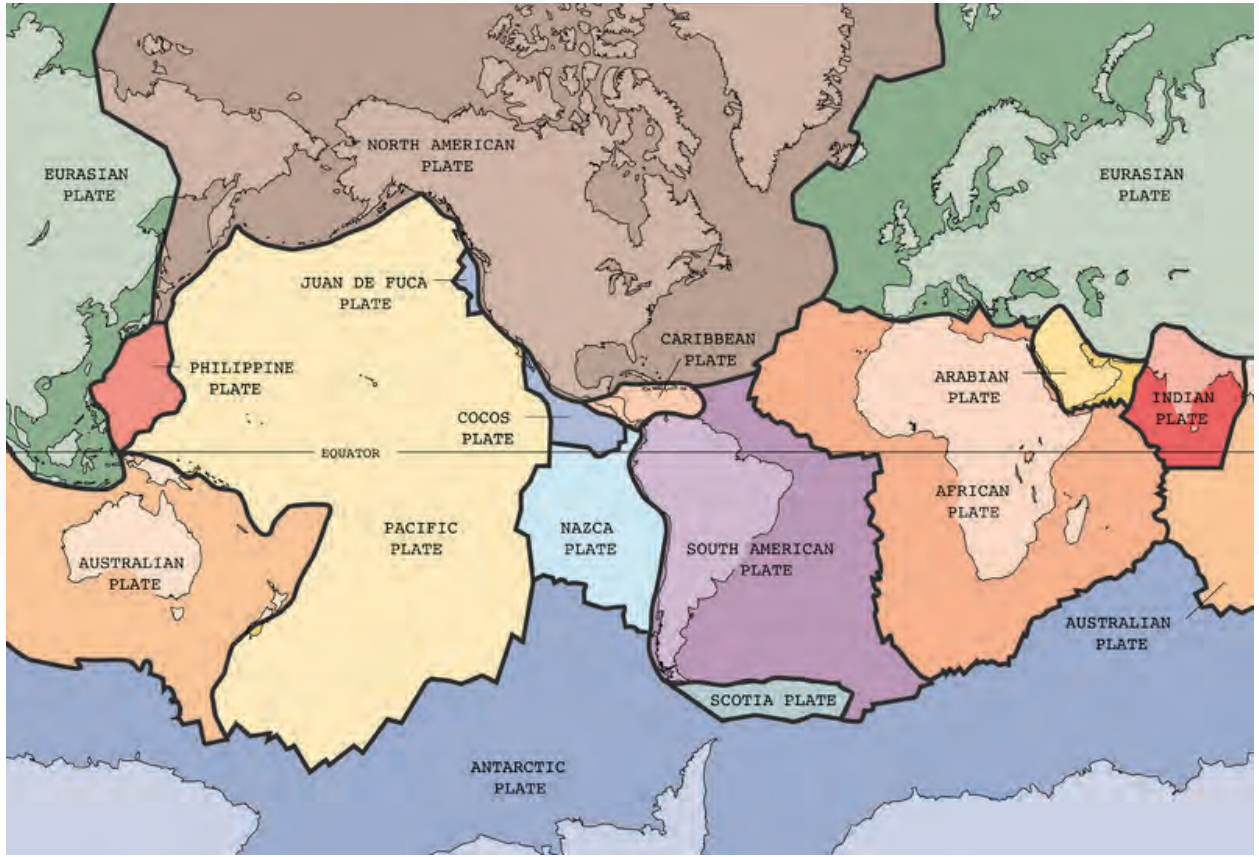 NORTH AMERICAN
PLATE
EURASIAN
PLATE
EURASIAN
PLATE
JUAN DE FUCA
PLATE
CARIBBEAN
PLATE
PHILIPPINE
PLATE
ARABIAN
PLATE
INDIAN
PLATE
COCOS
PLATE
EQUATOR
AFRICAN
PLATE
PACIFIC
PLATE
NAZCA
PLATE
SOUTH AMERICAN
PLATE
AUSTRALIAN
PLATE
AUSTRALIAN
PLATE
SCOTIA PLATE
ANTARCTIC
PLATE